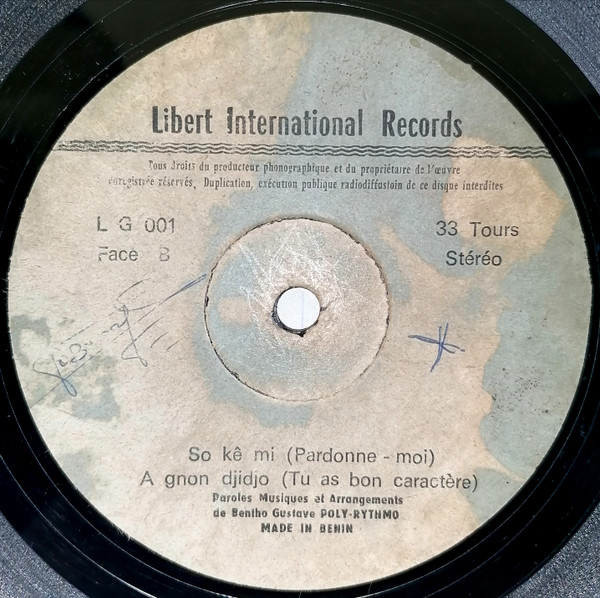 Libert International Records
Tous Droits du producteur phonographique et du propriétaire de l'œuvre
enregistrée réservés, Duplication, exécution publique radiodiffusioin de ce disque interdites
L G 001
33 Tours
Face B
Stéréo
So kê mi (Pardonne - moi)
A gnon djidjo (Tu as bon caractère)
Paroles Musiques et Arrangements
de Bentho Gustave POLY-RYTHMO
MADE IN BENIN